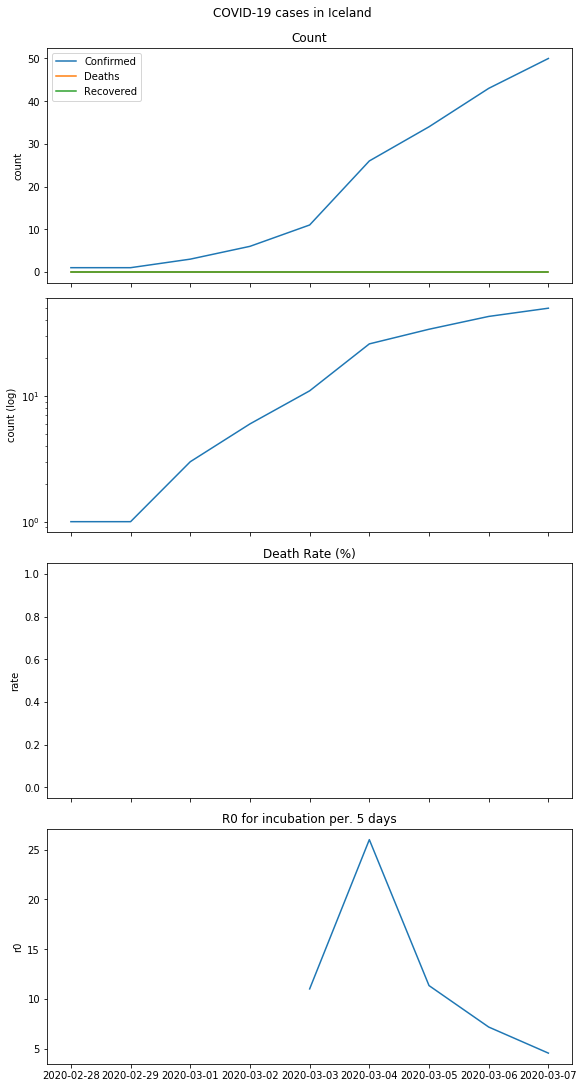 COVID-19 cases in Iceland
Count
50
40
30
20
10
0
count
Confirmed
Deaths
Recovered
10¹
10⁰
count (log)
Death Rate (%)
1.0
0.8
0.6
0.4
0.2
0.0
rate
R0 for incubation per. 5 days
25
20
15
10
5
r0
2020-02-28 2020-02-29 2020-03-01 2020-03-02 2020-03-03 2020-03-04 2020-03-05 2020-03-06 2020-03-07